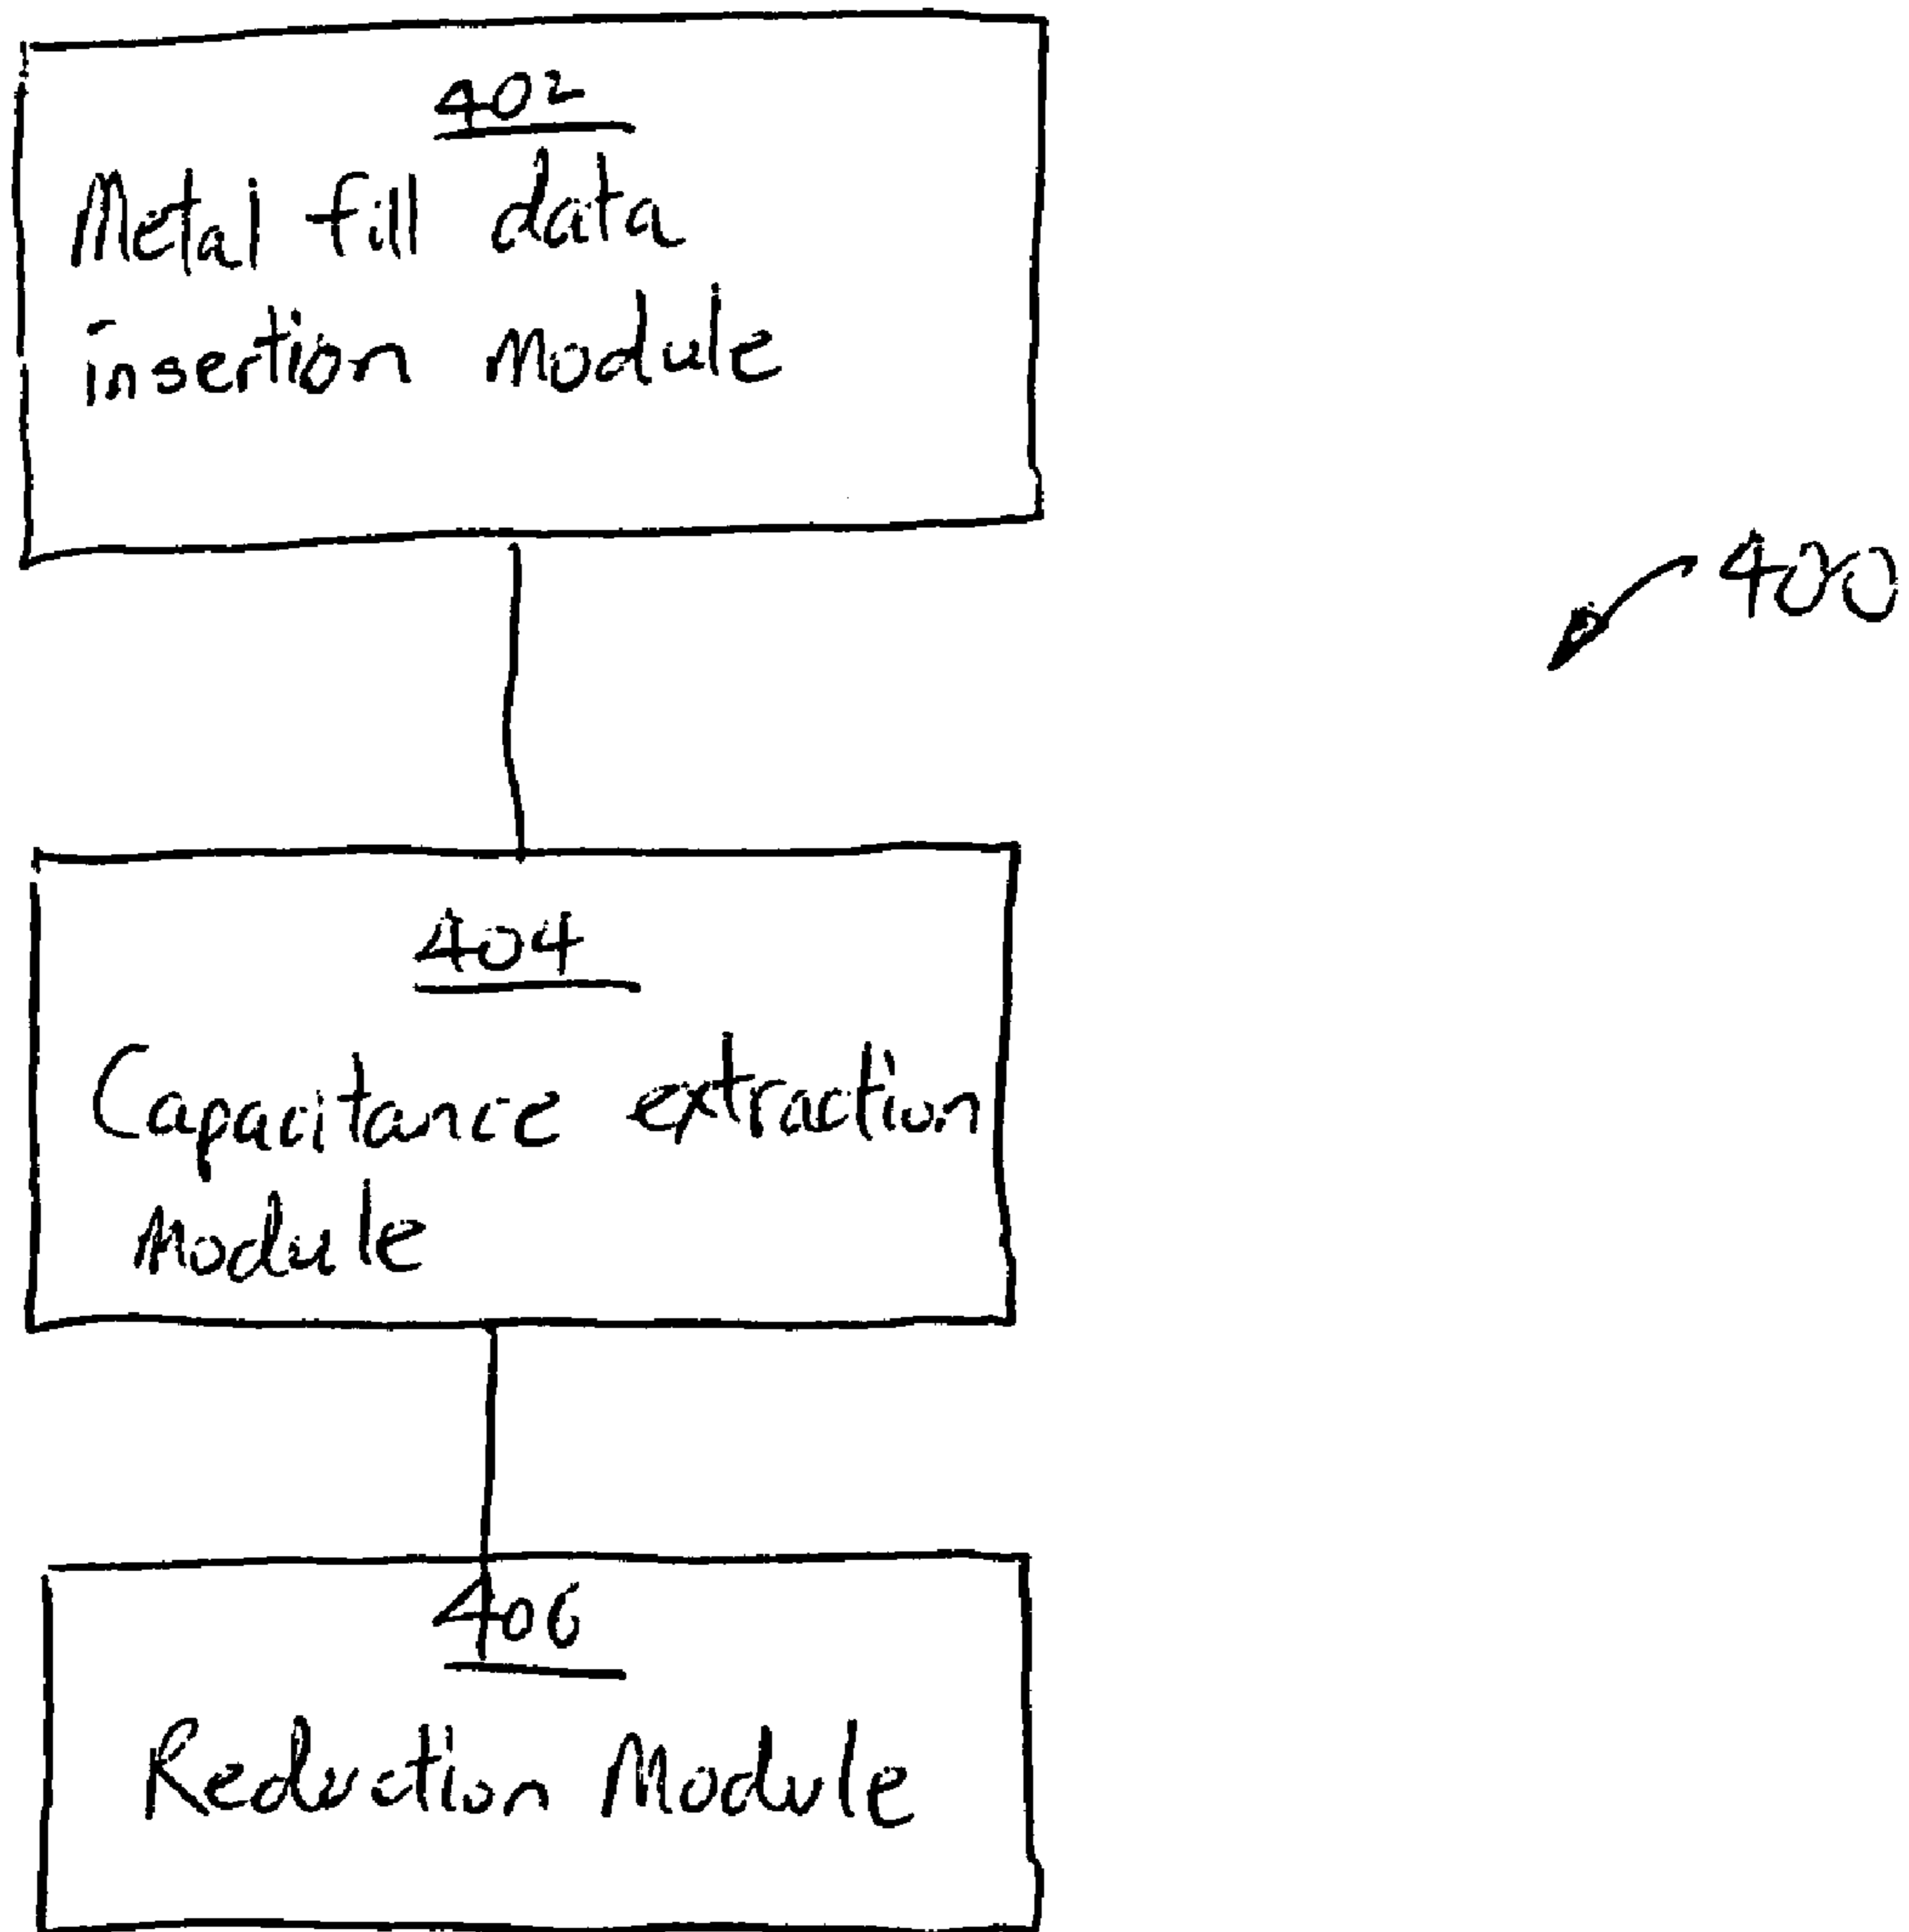 402
Metal fill data
insertion Module
400
404
Capacitance extraction
Module
406
Reduction Module